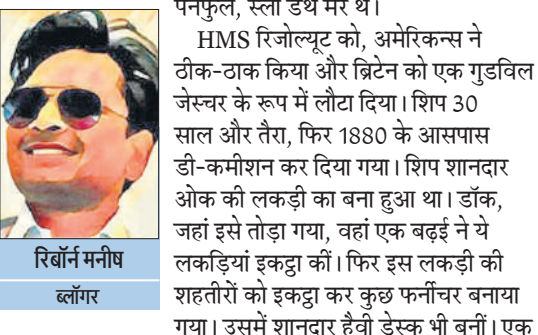 पेनफुल, स्लो डेथ मरे थे।
HMS रिजोल्यूट को, अमेरिकन्स ने
ठीक-ठाक किया और ब्रिटेन को एक गुडविल
जेस्चर के रूप में लौटा दिया। शिप 30
साल और तैरा, फिर 1880 के आसपास
डी-कमीशन कर दिया गया। शिप शानदार
ओक की लकड़ी का बना हुआ था। डॉक,
जहां इसे तोड़ा गया, वहां एक बढ़ई ने ये
लकड़ियां इकट्ठा कीं। फिर इस लकड़ी की
शहतीरों को इकट्ठा कर कुछ फर्नीचर बनाया
गया। उसमें शानदार हैवी डेस्क भी बनीं। एक
रिबॉर्न मनीष
ब्लॉगर